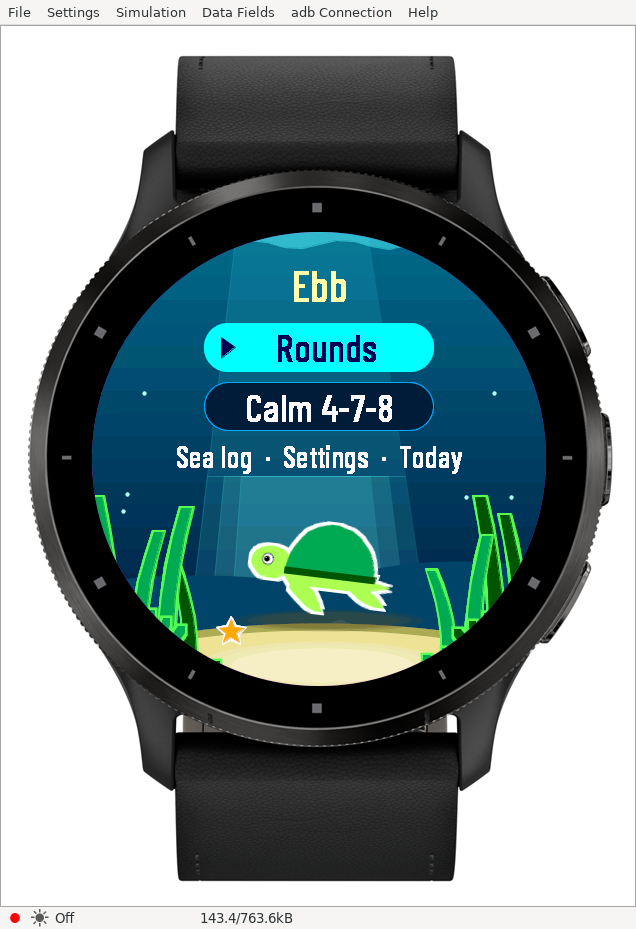 File Settings Simulation Data Fields adb Connection Help
Ebb
Rounds
Calm 4-7-8
Sea log · Settings · Today
Off 143.4/763.6kB